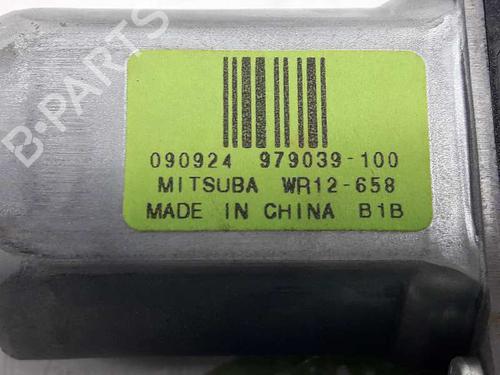 B-PARTS
090924 979039-100
MITSUBA WR12-658
MADE IN CHINA B1B